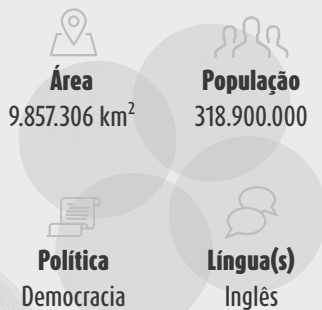 Área
9.857.306 km²
População
318.900.000
Política
Democracia
Língua(s)
Inglês